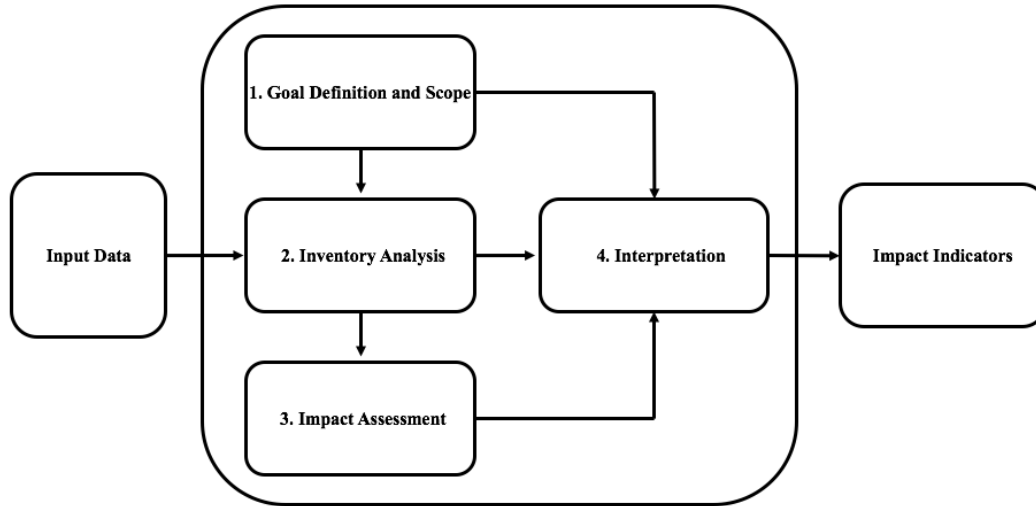 1. Goal Definition and Scope
Input Data
2. Inventory Analysis
4. Interpretation
Impact Indicators
3. Impact Assessment